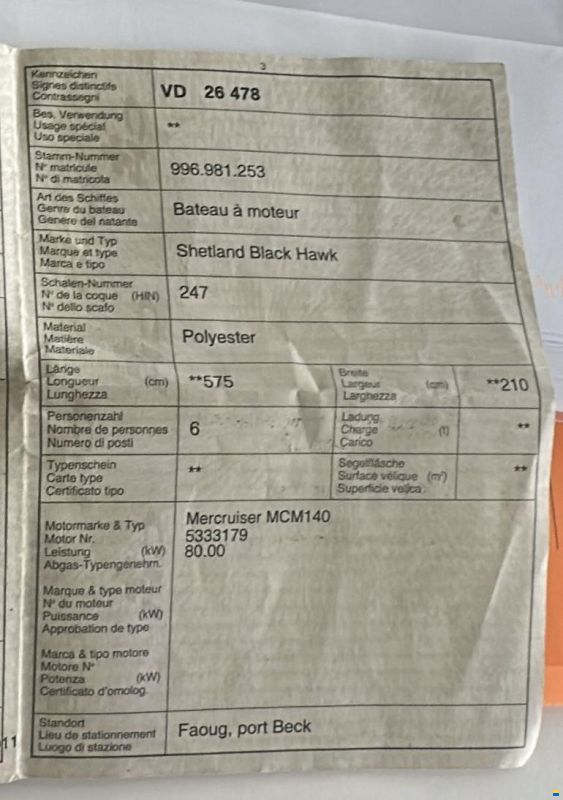 3
Kennzeichen
Signes distinctifs
Contrassegni
VD 26 478
Bes. Verwendung
Usage spécial
Uso speciale
**
Stamm-Nummer
N° matricule
N° di matricola
996.981.253
Art des Schiffes
Genre du bateau
Genere del natante
Bateau à moteur
Marke und Typ
Marque et type
Marca e tipo
Shetland Black Hawk
Schalen-Nummer
N° de la coque (HIN)
N° dello scafo
247
Material
Matière
Materiale
Polyester
Länge
Longueur (cm)
Lunghezza
**575
Breite
Largeur (cm)
Larghezza
**210
Personenzahl
Nombre de personnes
Numero di posti
6
Ladung
Charge (t)
Carico
**
Typenschein
Carte type
Certificato tipo
**
Segelfläsche
Surface vélique (m²)
Superficie velica
**
Motormarke & Typ
Motor Nr.
Leistung (kW)
Abgas-Typengenehm.
Mercruiser MCM140
5333179
80.00
Marque & type moteur
N° du moteur
Puissance (kW)
Approbation de type
Marca & tipo motore
Motore N°
Potenza (kW)
Certificato d'omolog.
Standort
Lieu de stationnement
Luogo di stazione
Faoug, port Beck
11